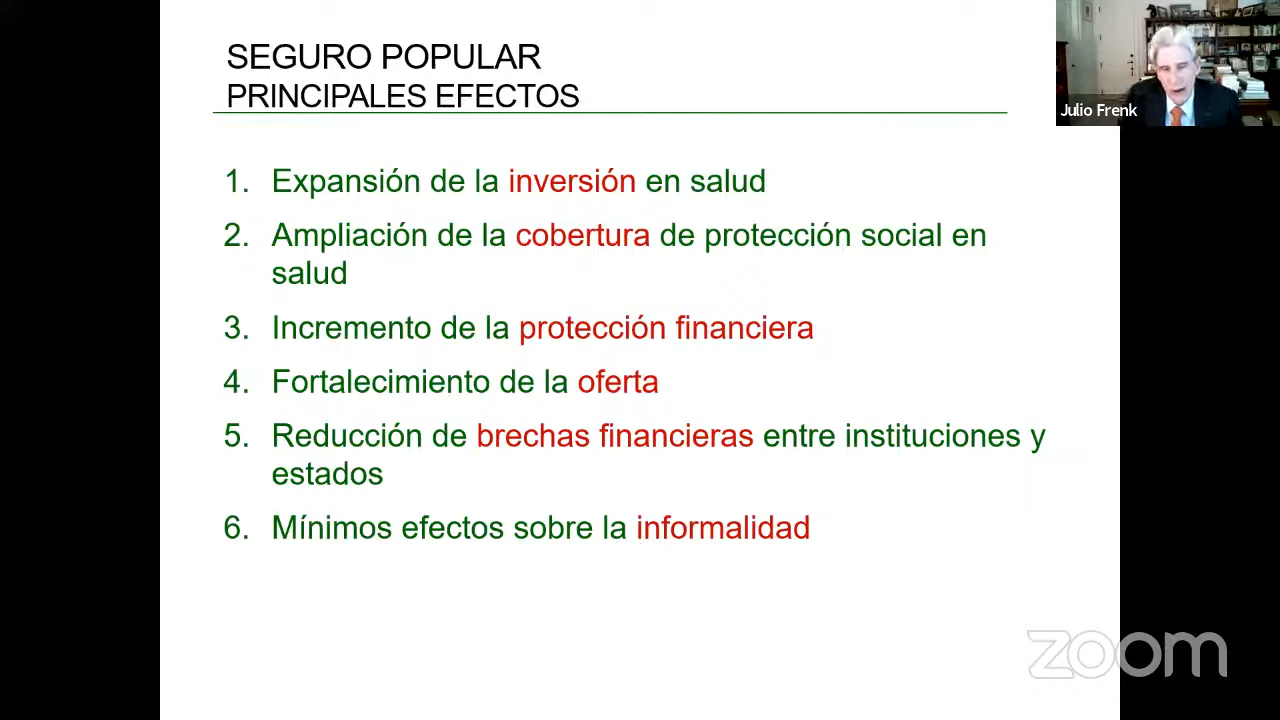 SEGURO POPULAR
PRINCIPALES EFECTOS
Julio Frenk
1. Expansión de la inversión en salud
2. Ampliación de la cobertura de protección social en
salud
3. Incremento de la protección financiera
4. Fortalecimiento de la oferta
5. Reducción de brechas financieras entre instituciones y
estados
6. Mínimos efectos sobre la informalidad
zoom